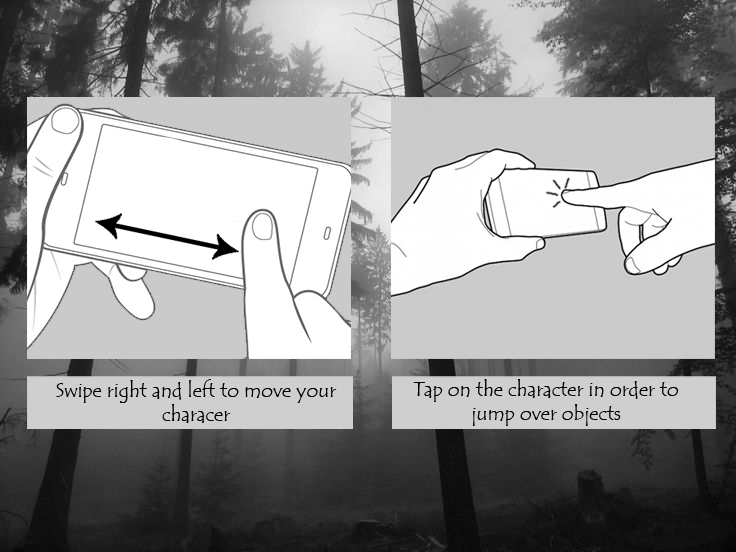 Swipe right and left to move your
characer
Tap on the character in order to
jump over objects